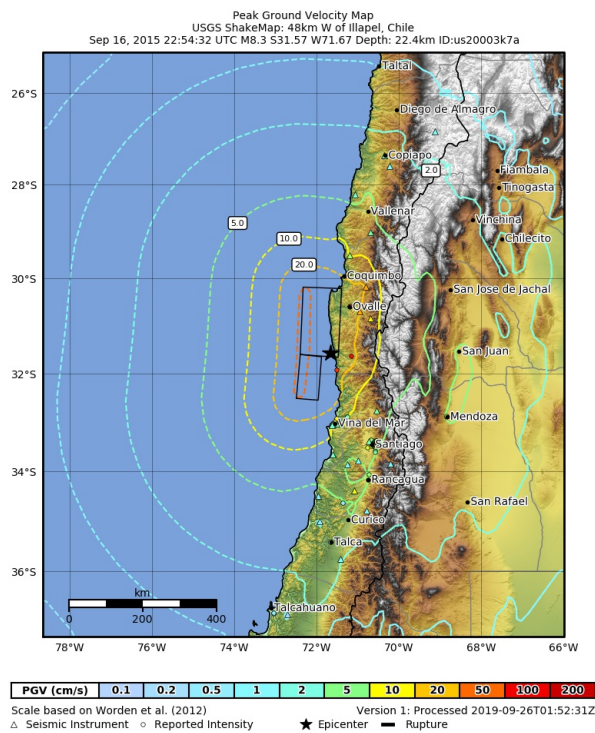 Peak Ground Velocity Map
USGS ShakeMap: 48km W of Illapel, Chile
Sep 16, 2015 22:54:32 UTC M8.3 S31.57 W71.67 Depth: 22.4km ID:us20003k7a
Taltal
26°S
Diego de Almagro
Copiapo
2.0
Fiambala
28°S
Tinogasta
Vallenar
5.0
Vinchina
10.0
Chilecito
20.0
30°S
Coquimbo
San Jose de Jachal
Ovalle
San Juan
32°S
Mendoza
Vina del Mar
Santiago
34°S
Rancagua
San Rafael
Curico
Talca
36°S
km
0 200 400
Talcahuano
78°W 76°W 74°W 72°W 70°W 68°W 66°W
PGV (cm/s) 0.1 0.2 0.5 1 2 5 10 20 50 100 200
Scale based on Worden et al. (2012) Version 1: Processed 2019-09-26T01:52:31Z
Seismic Instrument Reported Intensity Epicenter Rupture